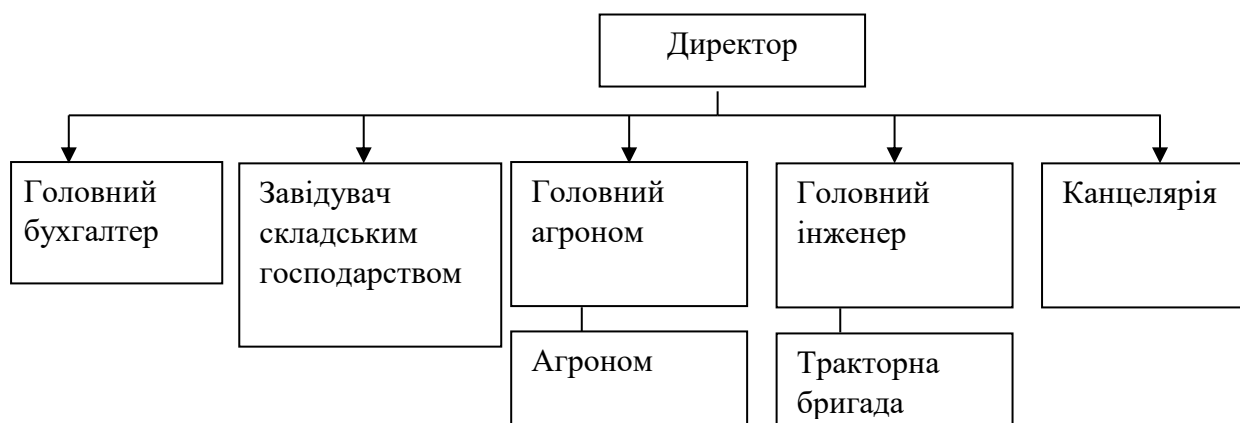 Директор
Головний
бухгалтер
Завідувач
складським
господарством
Головний
агроном
Головний
інженер
Канцелярія
Агроном
Тракторна
бригада